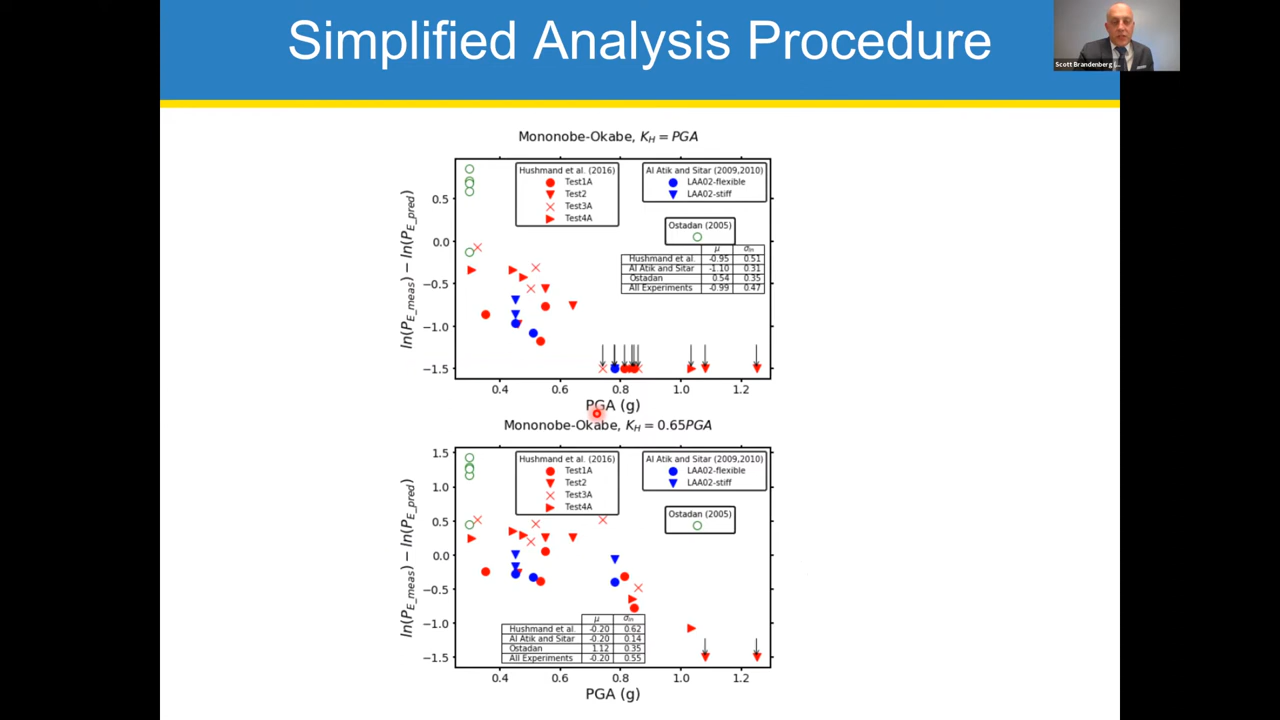 Simplified Analysis Procedure
Scott Brandenberg
Mononobe-Okabe, K_H = PGA
ln(P_E_meas) − ln(P_E_pred)
0.5
0.0
−0.5
−1.0
−1.5
Hushmand et al. (2016)
Test1A
Test2
Test3A
Test4A
Al Atik and Sitar (2009,2010)
LAA02-flexible
LAA02-stiff
Ostadan (2005)
μ σ_ln
Hushmand et al. -0.95 0.51
Al Atik and Sitar -1.10 0.31
Ostadan 0.54 0.35
All Experiments -0.99 0.47
0.4 0.6 0.8 1.0 1.2
PGA (g)
Mononobe-Okabe, K_H = 0.65PGA
ln(P_E_meas) − ln(P_E_pred)
1.5
1.0
0.5
0.0
−0.5
−1.0
−1.5
Hushmand et al. (2016)
Test1A
Test2
Test3A
Test4A
Al Atik and Sitar (2009,2010)
LAA02-flexible
LAA02-stiff
Ostadan (2005)
μ σ_ln
Hushmand et al. -0.20 0.62
Al Atik and Sitar -0.20 0.14
Ostadan 1.12 0.35
All Experiments -0.20 0.55
0.4 0.6 0.8 1.0 1.2
PGA (g)